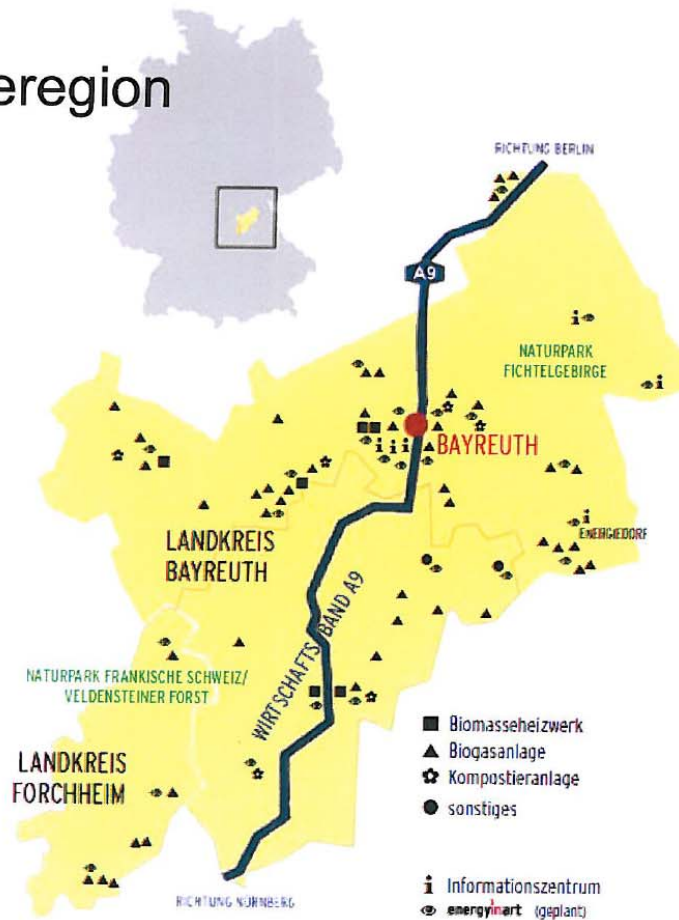 eregion
RICHTUNG BERLIN
A9
NATURPARK
FICHTELGEBIRGE
BAYREUTH
LANDKREIS
BAYREUTH
ENERGIEDORF
WIRTSCHAFTSBAND A9
NATURPARK FRÄNKISCHE SCHWEIZ/
VELDENSTEINER FORST
LANDKREIS
FORCHHEIM
Biomasseheizwerk
Biogasanlage
Kompostieranlage
sonstiges
RICHTUNG NÜRNBERG
i Informationszentrum
energyinart (geplant)